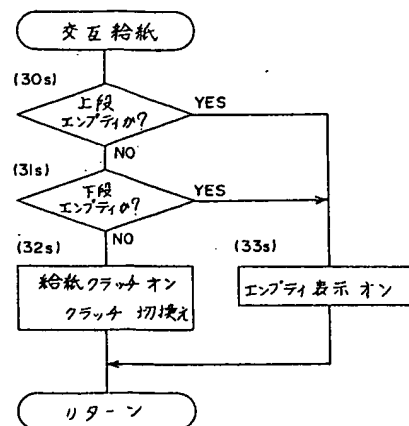 交互給紙
(30s)
上段
エンプティか?
YES
NO
(31s)
下段
エンプティか?
YES
NO
(32s)
給紙クラッチオン
クラッチ 切換え
(33s)
エンプティ表示オン
リターン